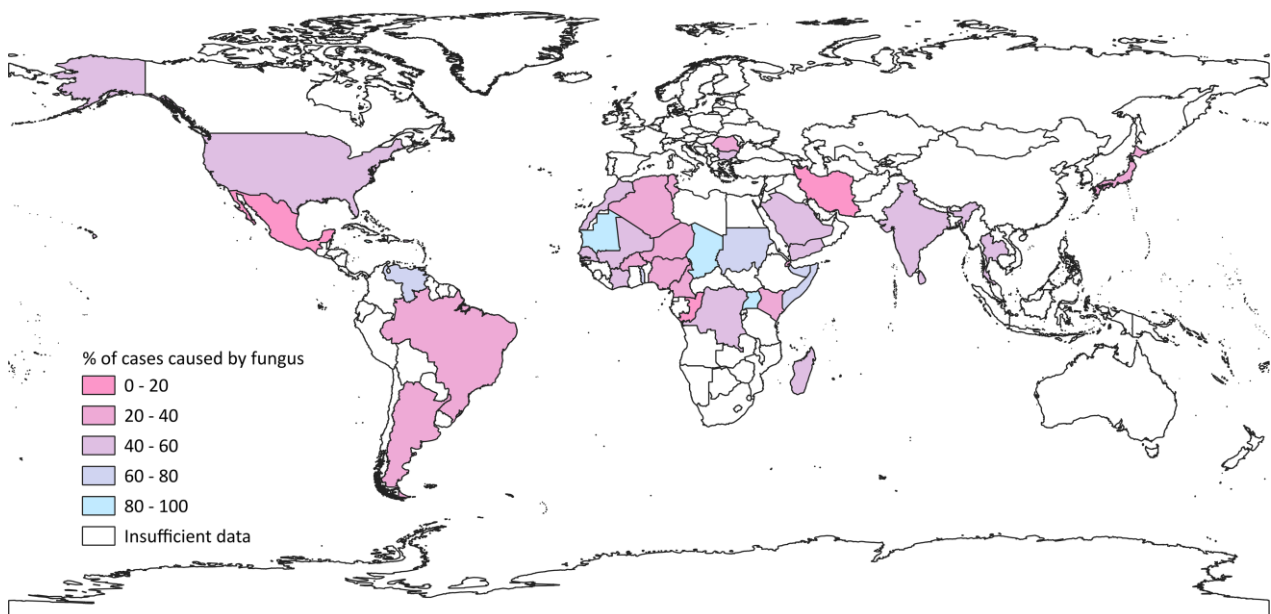 % of cases caused by fungus
0 - 20
20 - 40
40 - 60
60 - 80
80 - 100
Insufficient data